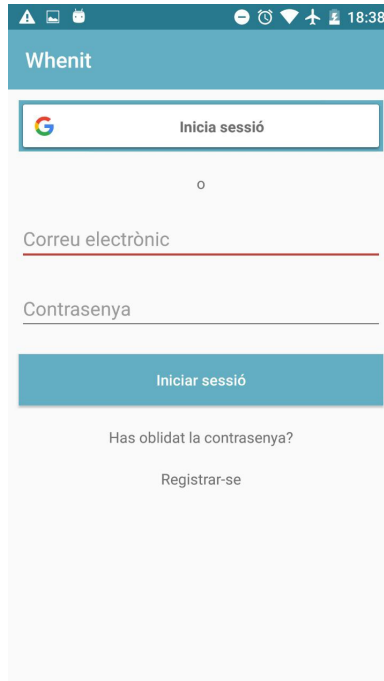 18:38
Whenit
Inicia sessió
o
Correu electrònic
Contrasenya
Iniciar sessió
Has oblidat la contrasenya?
Registrar-se